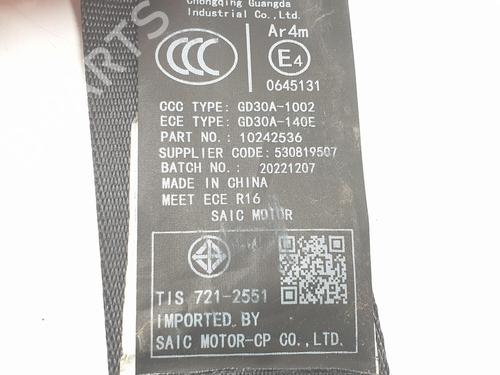 Chongqing Guangda
Industrial Co.,Ltd.
CCC
Ar4m
E4
0645131
CCC TYPE: GD30A-1002
ECE TYPE: GD30A-140E
PART NO.: 10242536
SUPPLIER CODE: 530819507
BATCH NO.: 20221207
MADE IN CHINA
MEET ECE R16
SAIC MOTOR
TIS 721-2551
IMPORTED BY
SAIC MOTOR-CP CO.,LTD.